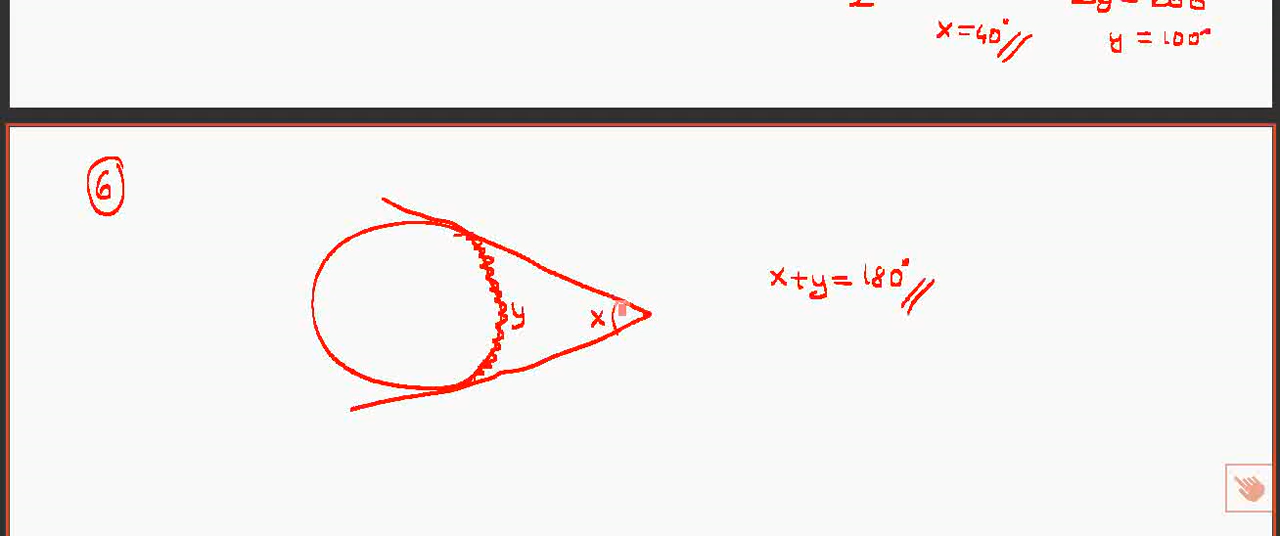 x=40°
y = 100°
6
x+y=180°
y
x